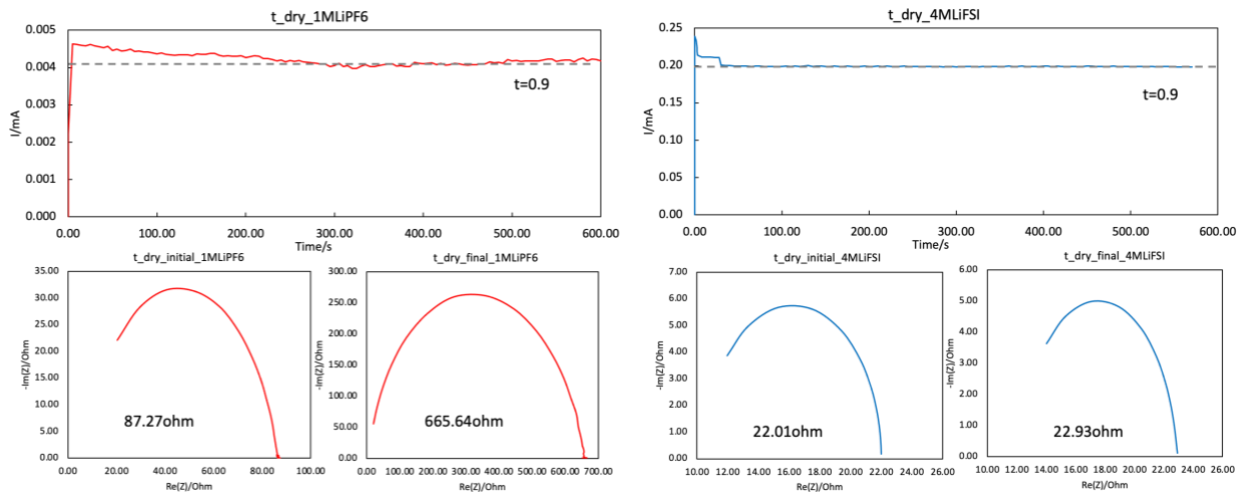 t_dry_1MLiPF6
I/mA
0.005
0.004
0.004
0.003
0.002
0.001
0.000
t=0.9
0.00 100.00 200.00 300.00 400.00 500.00 600.00
Time/s
t_dry_4MLiFSI
I/mA
0.25
0.20
0.15
0.10
0.05
0.00
t=0.9
0.00 100.00 200.00 300.00 400.00 500.00 600.00
Time/s
t_dry_initial_1MLiPF6
-Im(Z)/Ohm
35.00
30.00
25.00
20.00
15.00
10.00
5.00
0.00
87.27ohm
0.00 20.00 40.00 60.00 80.00 100.00
Re(Z)/Ohm
t_dry_final_1MLiPF6
-Im(Z)/Ohm
300.00
250.00
200.00
150.00
100.00
50.00
0.00
665.64ohm
0.00 100.00 200.00 300.00 400.00 500.00 600.00 700.00
Re(Z)/Ohm
t_dry_initial_4MLiFSI
-Im(Z)/Ohm
7.00
6.00
5.00
4.00
3.00
2.00
1.00
0.00
22.01ohm
10.00 12.00 14.00 16.00 18.00 20.00 22.00 24.00 26.00
Re(Z)/Ohm
t_dry_final_4MLiFSI
-Im(Z)/Ohm
6.00
5.00
4.00
3.00
2.00
1.00
0.00
22.93ohm
10.00 12.00 14.00 16.00 18.00 20.00 22.00 24.00 26.00
Re(Z)/Ohm